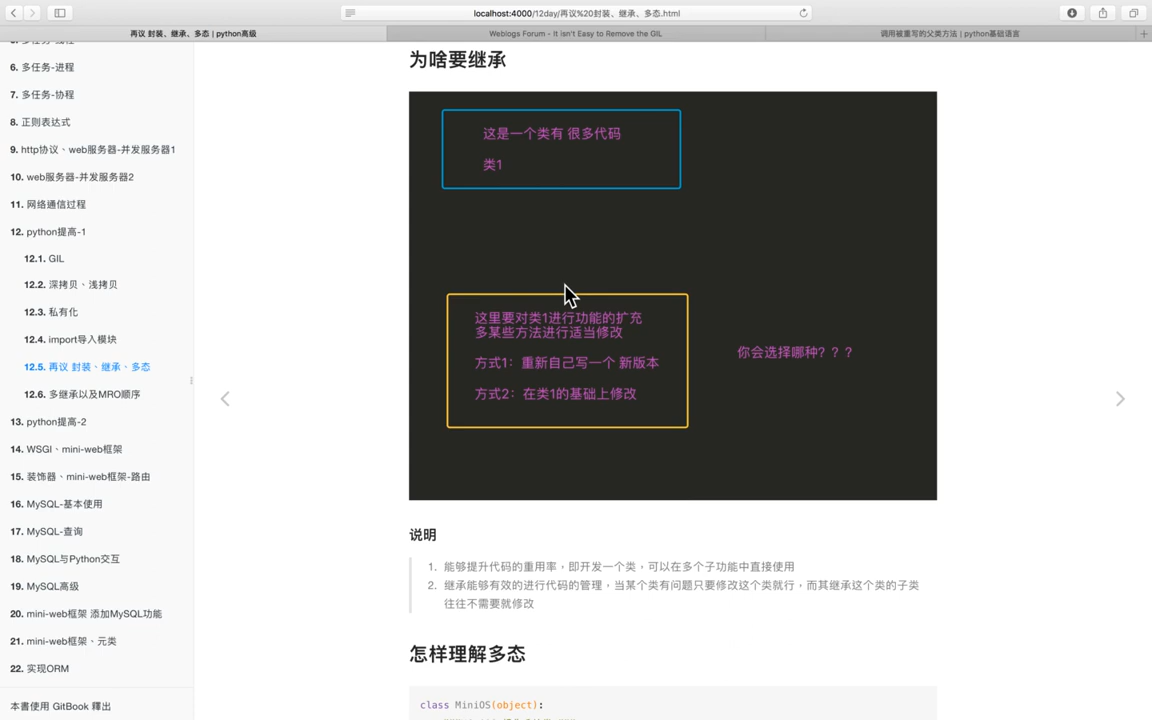 localhost:4000/12day/再议%20封装、继承、多态.html
再议 封装、继承、多态 | python高级
Weblogs Forum - It isn't Easy to Remove the GIL
调用被重写的父类方法 | python基础语言
6. 多任务-进程
7. 多任务-协程
8. 正则表达式
9. http协议、web服务器-并发服务器1
10. web服务器-并发服务器2
11. 网络通信过程
12. python提高-1
12.1. GIL
12.2. 深拷贝、浅拷贝
12.3. 私有化
12.4. import导入模块
12.5. 再议 封装、继承、多态
12.6. 多继承以及MRO顺序
13. python提高-2
14. WSGI、mini-web框架
15. 装饰器、mini-web框架-路由
16. MySQL-基本使用
17. MySQL-查询
18. MySQL与Python交互
19. MySQL高级
20. mini-web框架 添加MySQL功能
21. mini-web框架、元类
22. 实现ORM
本書使用 GitBook 釋出
为啥要继承
这是一个类有 很多代码
类1
这里要对类1进行功能的扩充
多某些方法进行适当修改
方式1：重新自己写一个 新版本
方式2：在类1的基础上修改
你会选择哪种？？？
说明
1. 能够提升代码的重用率，即开发一个类，可以在多个子功能中直接使用
2. 继承能够有效的进行代码的管理，当某个类有问题只要修改这个类就行，而其继承这个类的子类
往往不需要就修改
怎样理解多态
class MiniOS(object):